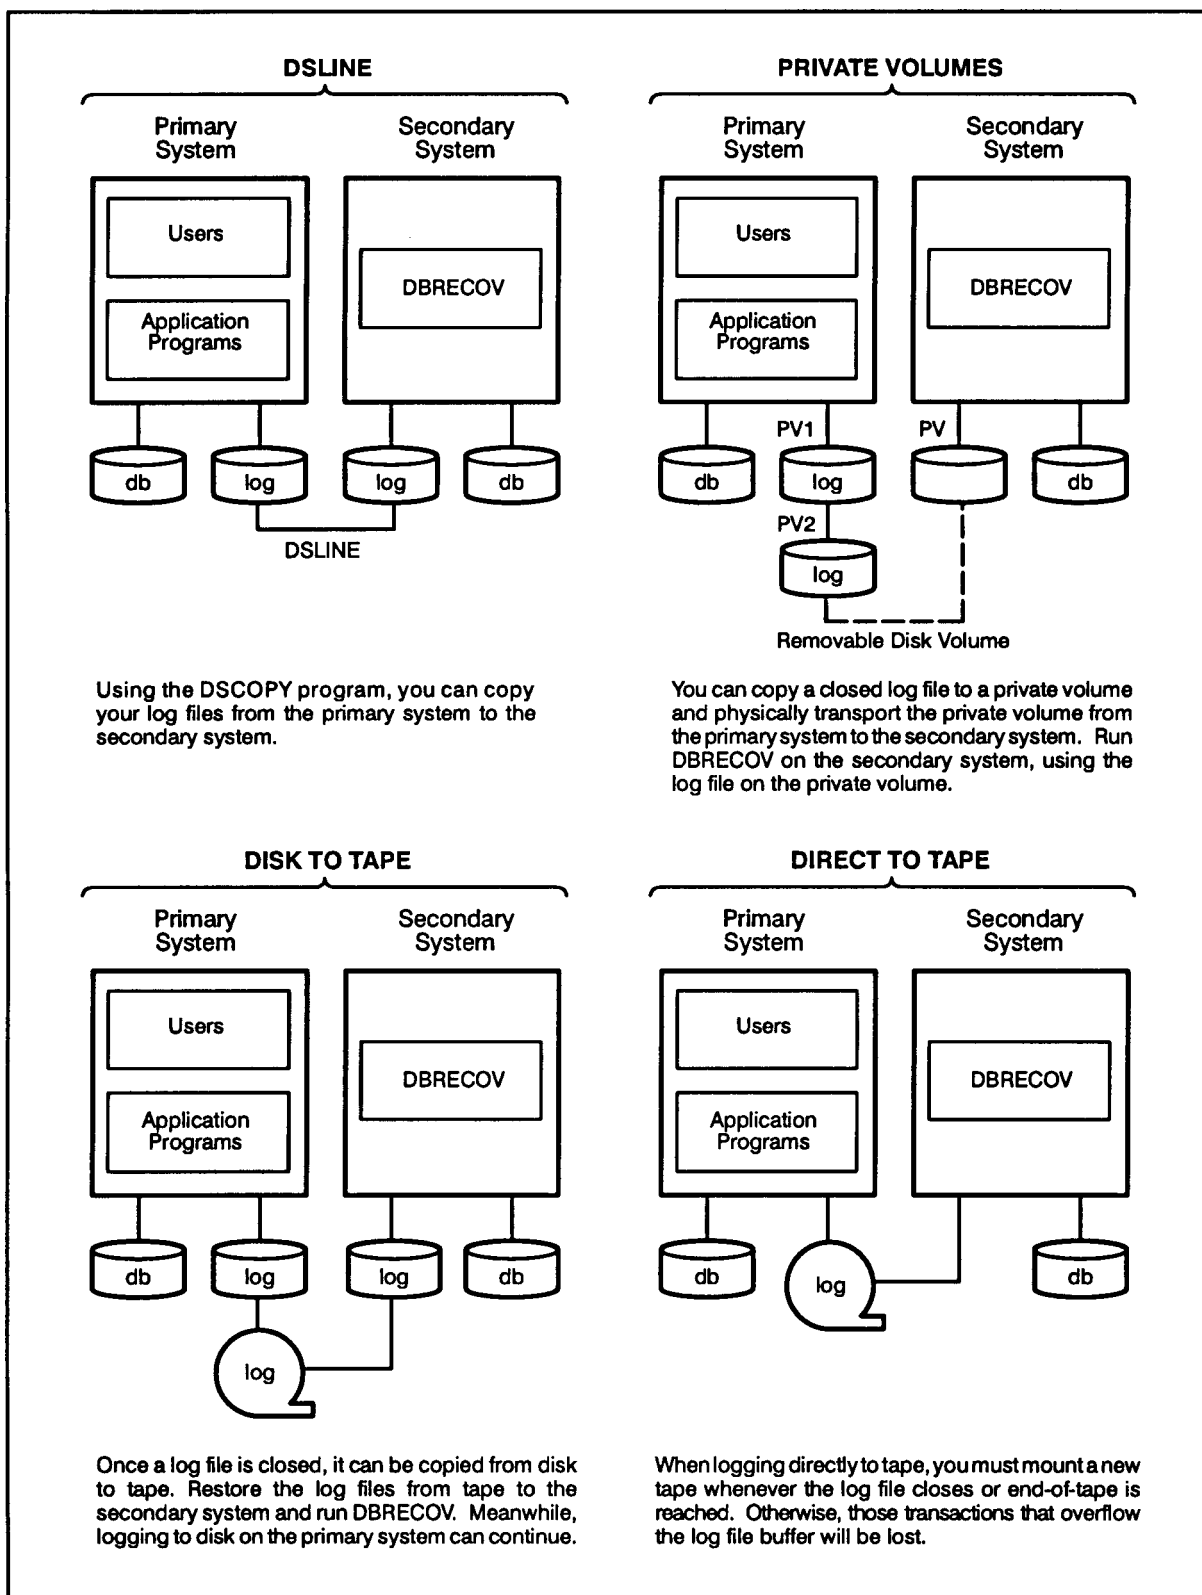 DSLINE
Primary
System
Secondary
System
Users
Application
Programs
DBRECOV
db
log
log
db
DSLINE
Using the DSCOPY program, you can copy
your log files from the primary system to the
secondary system.
PRIVATE VOLUMES
Primary
System
Secondary
System
Users
Application
Programs
DBRECOV
PV1
PV
db
log
db
PV2
log
Removable Disk Volume
You can copy a closed log file to a private volume
and physically transport the private volume from
the primary system to the secondary system. Run
DBRECOV on the secondary system, using the
log file on the private volume.
DISK TO TAPE
Primary
System
Secondary
System
Users
Application
Programs
DBRECOV
db
log
log
db
log
Once a log file is closed, it can be copied from disk
to tape. Restore the log files from tape to the
secondary system and run DBRECOV. Meanwhile,
logging to disk on the primary system can continue.
DIRECT TO TAPE
Primary
System
Secondary
System
Users
Application
Programs
DBRECOV
db
log
db
When logging directly to tape, you must mount a new
tape whenever the log file closes or end-of-tape is
reached. Otherwise, those transactions that overflow
the log file buffer will be lost.